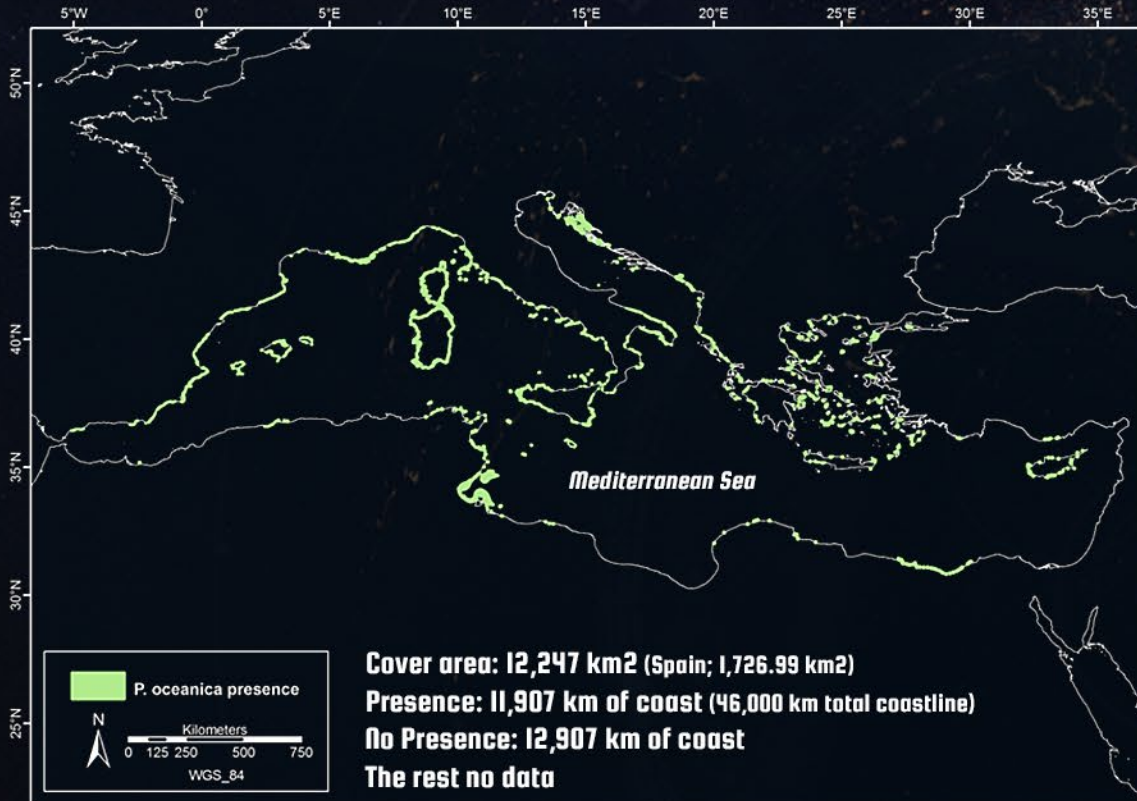 5°W 0° 5°E 10°E 15°E 20°E 25°E 30°E 35°E
50°N
45°N
40°N
35°N
30°N
25°N
Mediterranean Sea
P. oceanica presence
N
Kilometers
0 125 250 500 750
WGS_84
Cover area: 12,247 km2 (Spain; 1,726.99 km2)
Presence: 11,907 km of coast (46,000 km total coastline)
No Presence: 12,907 km of coast
The rest no data